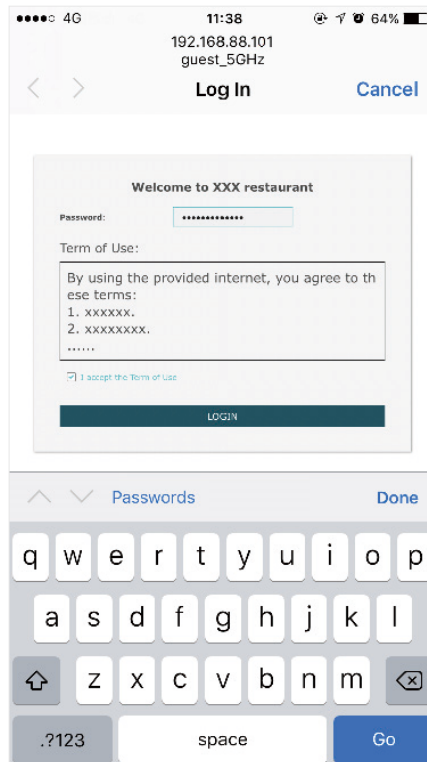 4G 11:38 64%
192.168.88.101
guest_5GHz
Log In Cancel
Welcome to XXX restaurant
Password: •••••••••••••
Term of Use:
By using the provided internet, you agree to th
ese terms:
1. xxxxxx.
2. xxxxxxxx.
......
I accept the Term of Use
LOGIN
Passwords Done
q w e r t y u i o p
a s d f g h j k l
z x c v b n m
.?123 space Go